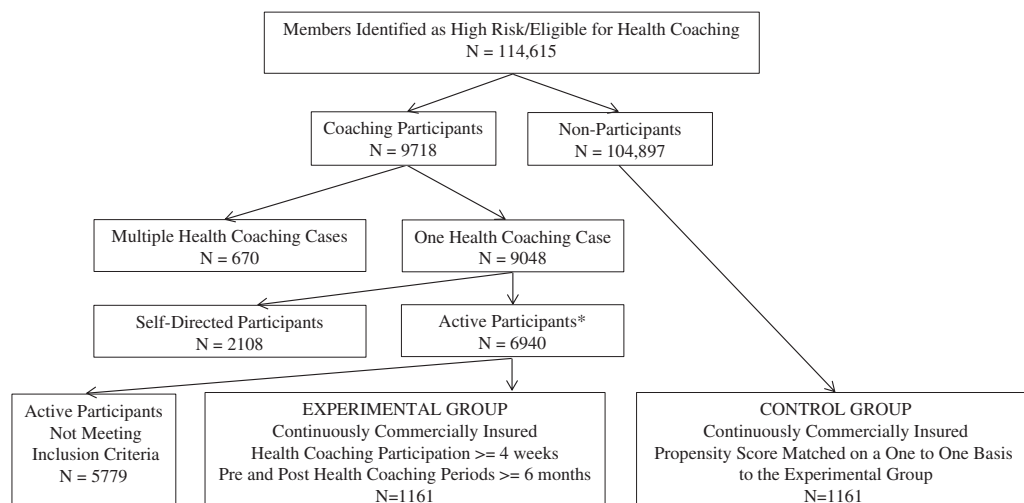 Members Identified as High Risk/Eligible for Health Coaching
N = 114,615
Coaching Participants
N = 9718
Non-Participants
N = 104,897
Multiple Health Coaching Cases
N = 670
One Health Coaching Case
N = 9048
Self-Directed Participants
N = 2108
Active Participants*
N = 6940
Active Participants
Not Meeting
Inclusion Criteria
N = 5779
EXPERIMENTAL GROUP
Continuously Commercially Insured
Health Coaching Participation >= 4 weeks
Pre and Post Health Coaching Periods >= 6 months
N=1161
CONTROL GROUP
Continuously Commercially Insured
Propensity Score Matched on a One to One Basis
to the Experimental Group
N=1161